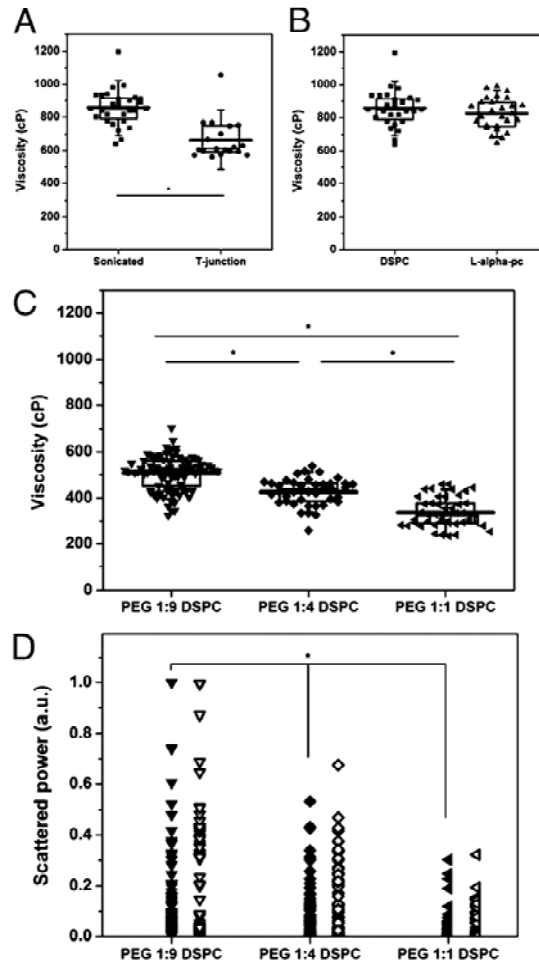 A
Viscosity (cP)
1200
1000
800
600
400
200
0
*
Sonicated
T-junction
B
Viscosity (cP)
1200
1000
800
600
400
200
0
DSPC
L-alpha-pc
C
Viscosity (cP)
1200
1000
800
600
400
200
0
*
*
*
PEG 1:9 DSPC
PEG 1:4 DSPC
PEG 1:1 DSPC
D
Scattered power (a.u.)
1.0
0.8
0.6
0.4
0.2
0.0
*
PEG 1:9 DSPC
PEG 1:4 DSPC
PEG 1:1 DSPC